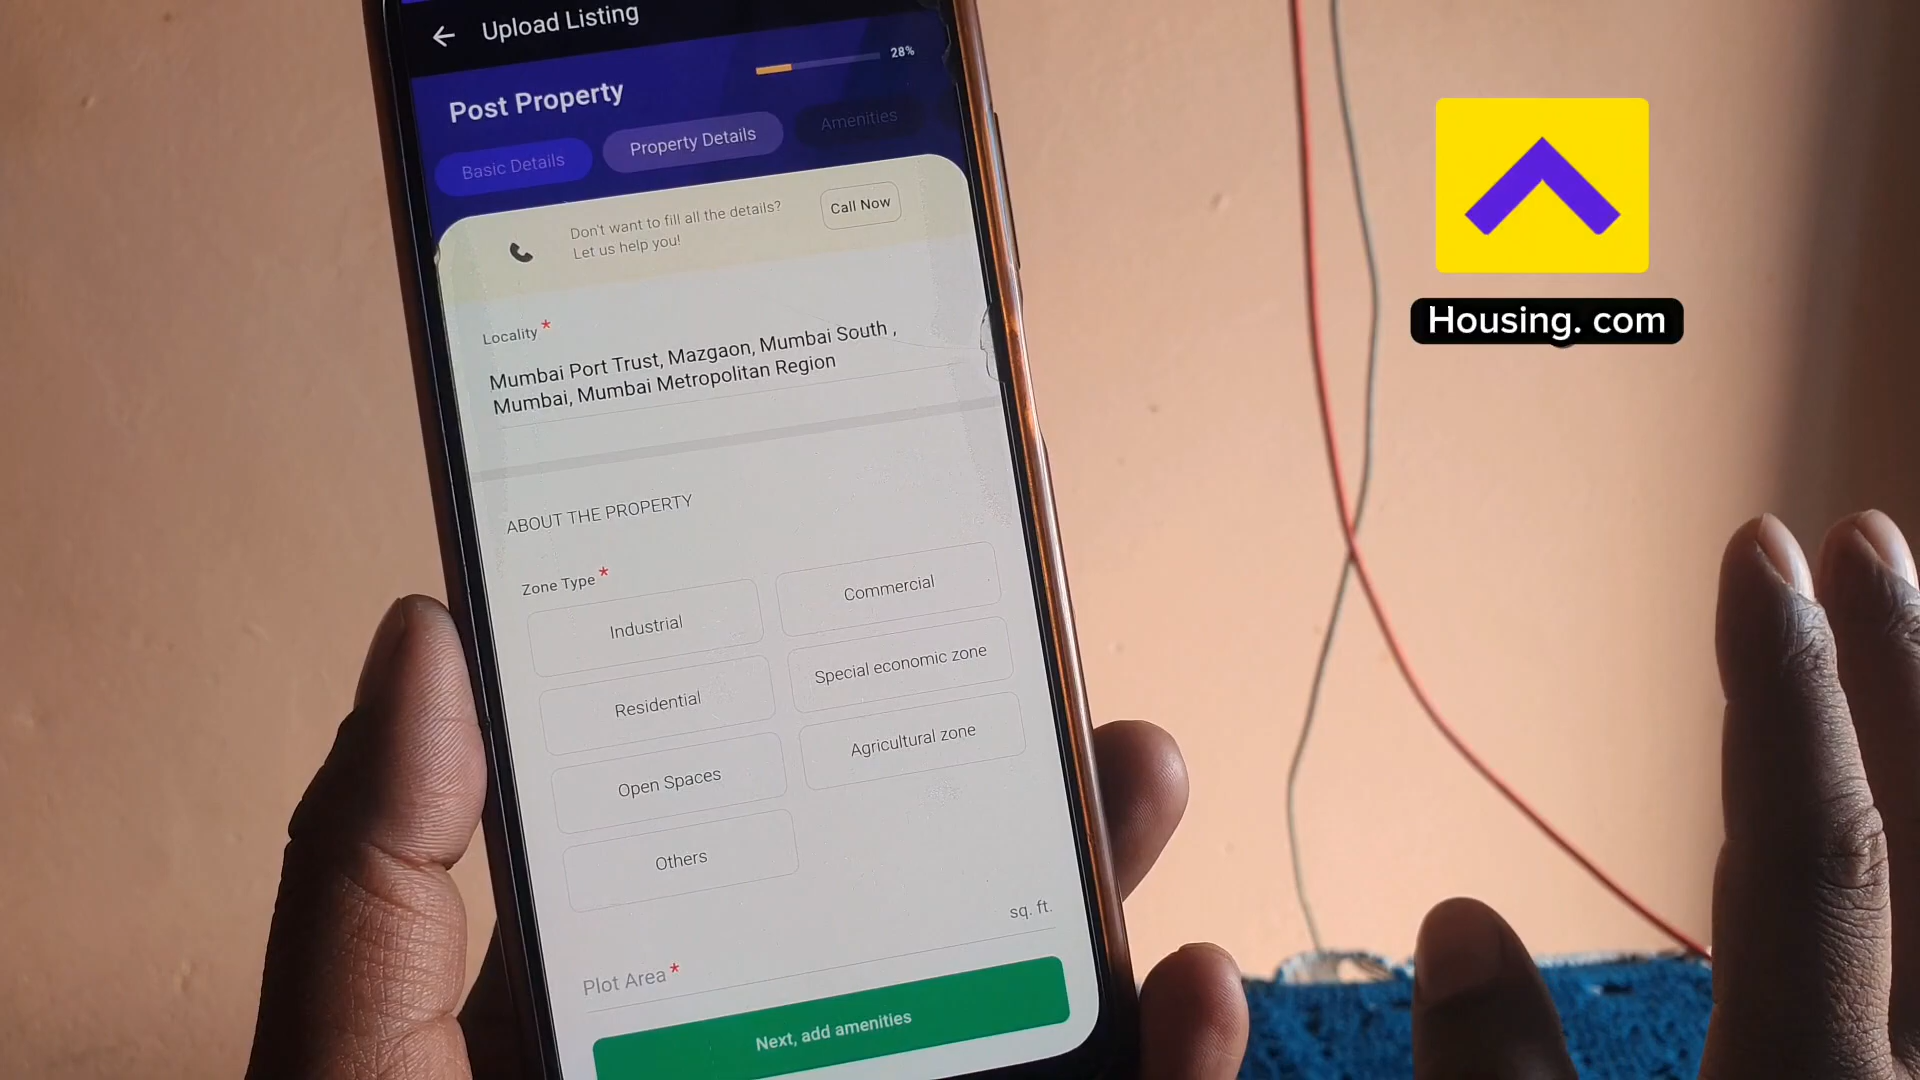 Upload Listing
28%
Post Property
Basic Details
Property Details
Amenities
Don't want to fill all the details?
Let us help you!
Call Now
Locality *
Mumbai Port Trust, Mazgaon, Mumbai South ,
Mumbai, Mumbai Metropolitan Region
ABOUT THE PROPERTY
Zone Type *
Industrial
Commercial
Residential
Special economic zone
Open Spaces
Agricultural zone
Others
Plot Area *
sq. ft.
Next, add amenities
Housing. com